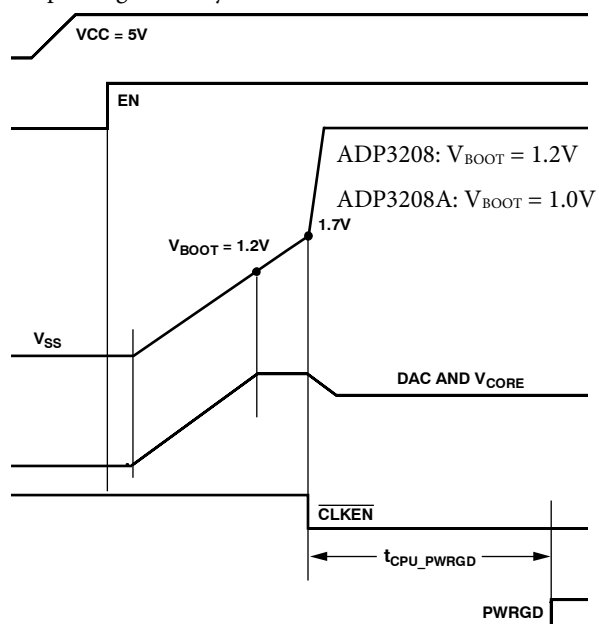 VCC = 5V
EN
ADP3208: VBOOT = 1.2V
ADP3208A: VBOOT = 1.0V
1.7V
VBOOT = 1.2V
VSS
DAC AND VCORE
CLKEN
tCPU_PWRGD
PWRGD